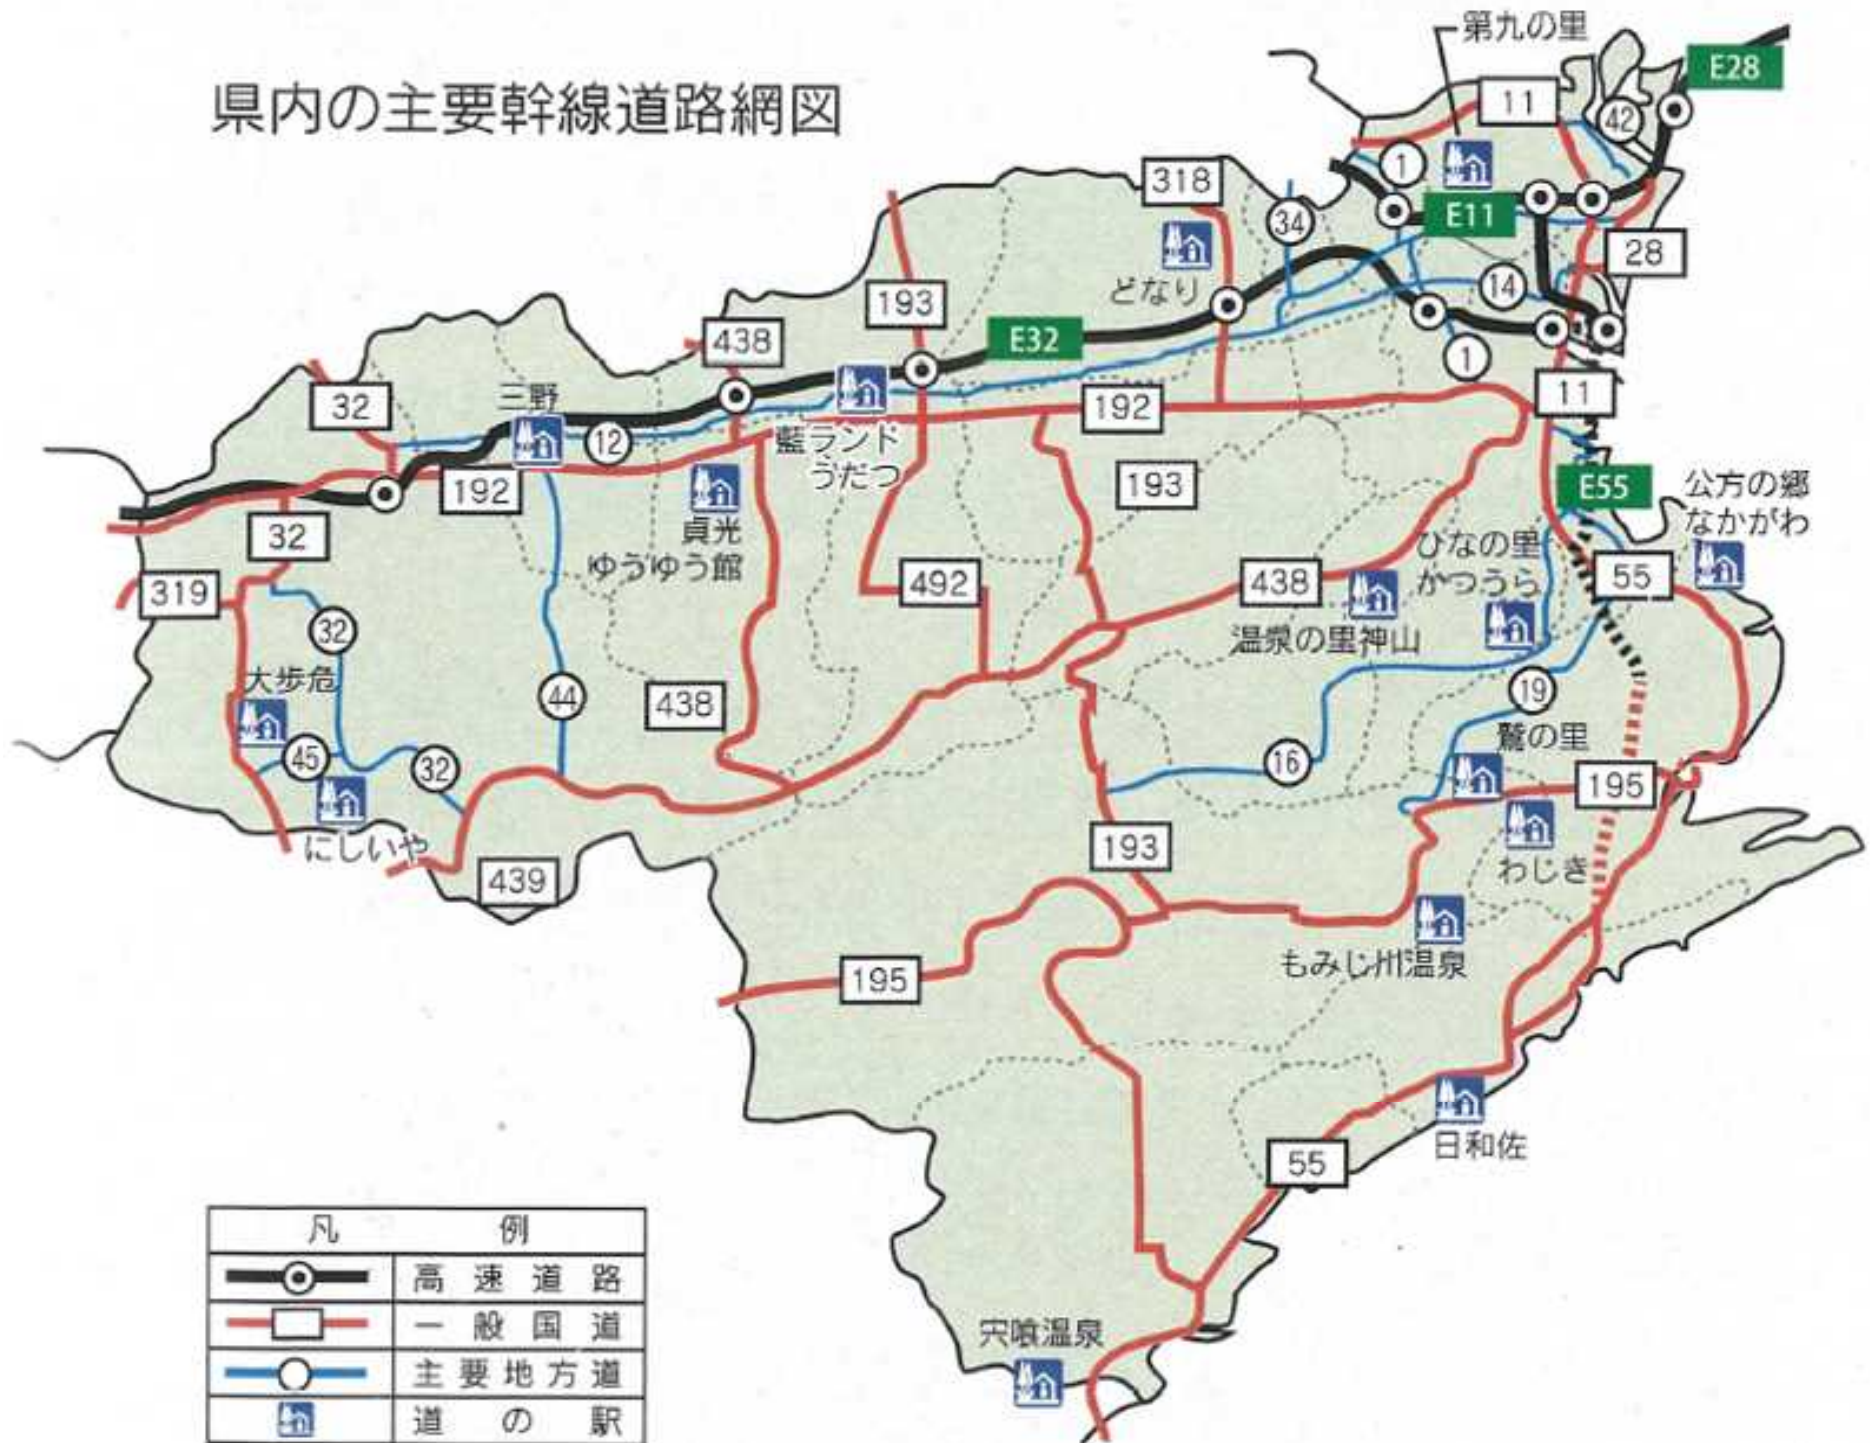 県内の主要幹線道路網図
第九の里
E28
11
42
1
318
E11
34
28
193
どなり
14
438
E32
1
32
三野
192
11
12
藍ランド
うだつ
193
192
E55
公方の郷
なかがわ
貞光
ゆうゆう館
32
ひなの里
かつうら
319
492
438
55
32
温泉の里神山
大歩危
44
438
19
鷲の里
45
32
16
195
にしいや
193
わじき
439
もみじ川温泉
195
日和佐
55
凡例
高速道路
一般国道
宍喰温泉
主要地方道
道の駅